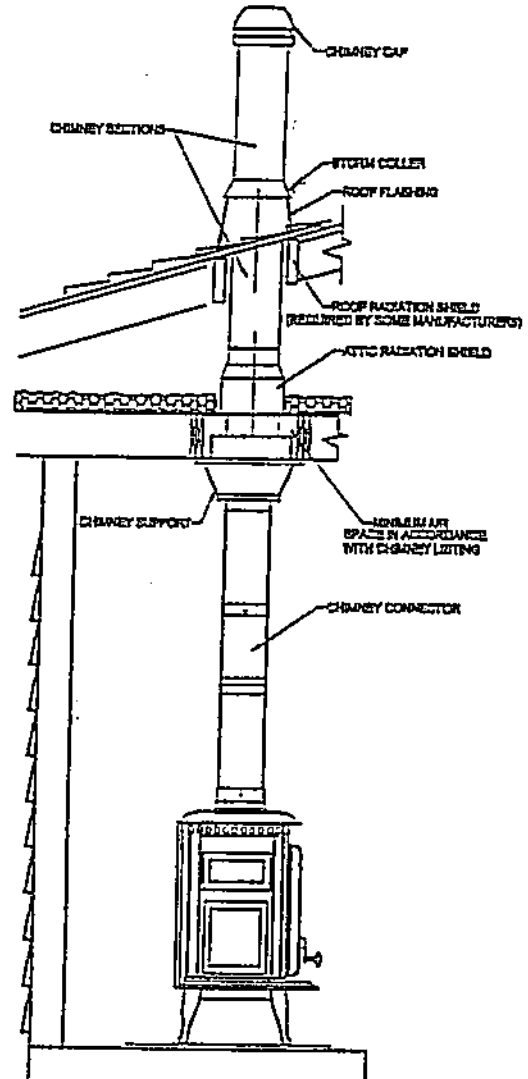 CHIMNEY CAP
CHIMNEY SECTIONS
STORM COLLER
ROOF FLASHING
ROOF RADIATION SHIELD
(REQUIRED BY SOME MANUFACTURERS)
ATTIC RADIATION SHIELD
CHIMNEY SUPPORT
MINIMUM AIR
SPACE IN ACCORDANCE
WITH CHIMNEY LISTING
CHIMNEY CONNECTOR